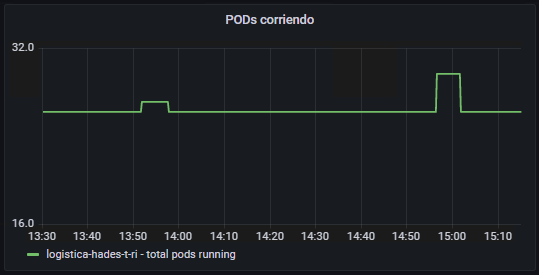 PODs corriendo
32.0
16.0
13:30 13:40 13:50 14:00 14:10 14:20 14:30 14:40 14:50 15:00 15:10
logistica-hades-t-ri - total pods running